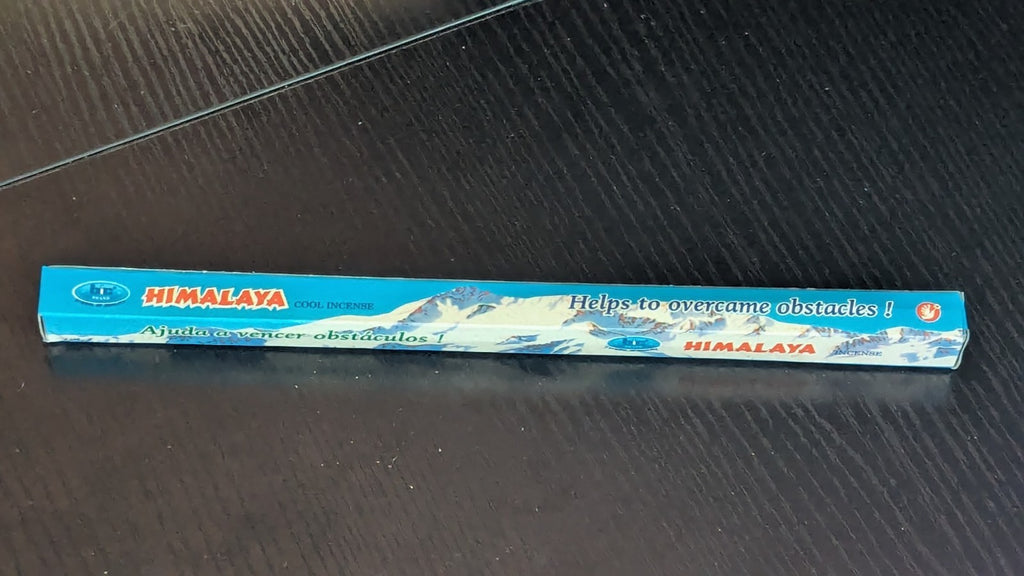 HIMALAYA COOL INCENSE
Helps to overcame obstacles !
Ajuda a vencer obstáculos !
HIMALAYA INCENSE